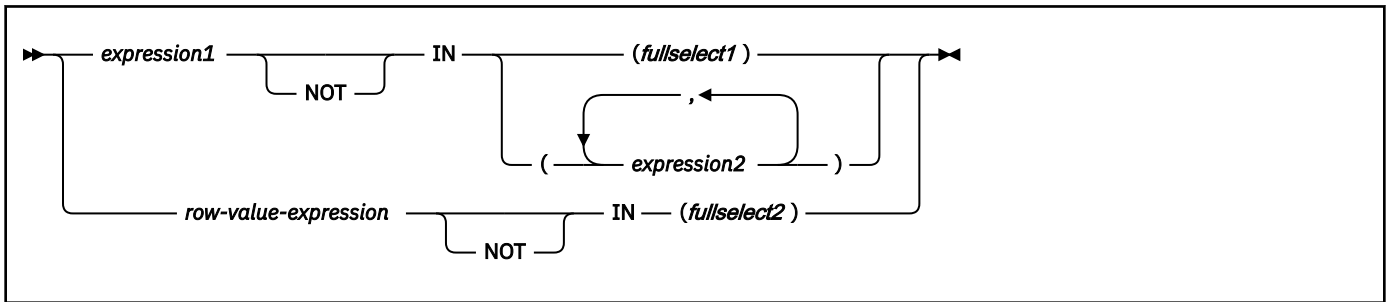 expression1 IN (fullselect1)
NOT
,
( expression2 )
row-value-expression IN (fullselect2)
NOT